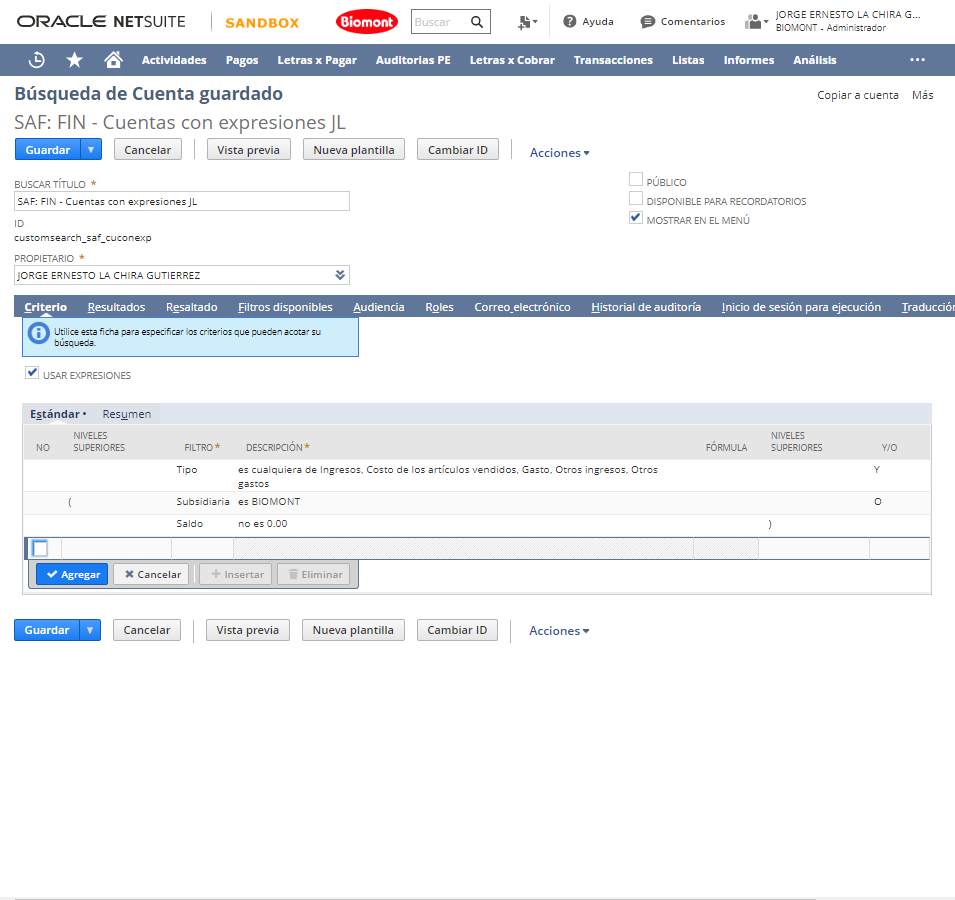 ORACLE NETSUITE SANDBOX Biomont Buscar Ayuda Comentarios JORGE ERNESTO LA CHIRA G...
BIOMONT - Administrador
Actividades Pagos Letras x Pagar Auditorias PE Letras x Cobrar Transacciones Listas Informes Análisis ...
Búsqueda de Cuenta guardado Copiar a cuenta Más
SAF: FIN - Cuentas con expresiones JL
Guardar Cancelar Vista previa Nueva plantilla Cambiar ID Acciones
BUSCAR TÍTULO * PÚBLICO
SAF: FIN - Cuentas con expresiones JL DISPONIBLE PARA RECORDATORIOS
MOSTRAR EN EL MENÚ
ID
customsearch_saf_cuconexp
PROPIETARIO *
JORGE ERNESTO LA CHIRA GUTIERREZ
Criterio Resultados Resaltado Filtros disponibles Audiencia Roles Correo electrónico Historial de auditoría Inicio de sesión para ejecución Traducción
Utilice esta ficha para especificar los criterios que pueden acotar su
búsqueda.
USAR EXPRESIONES
Estándar • Resumen
NO NIVELES SUPERIORES FILTRO * DESCRIPCIÓN * FÓRMULA NIVELES SUPERIORES Y/O
Tipo es cualquiera de Ingresos, Costo de los artículos vendidos, Gasto, Otros ingresos, Otros Y
gastos
( Subsidiaria es BIOMONT O
Saldo no es 0.00 )
Agregar Cancelar Insertar Eliminar
Guardar Cancelar Vista previa Nueva plantilla Cambiar ID Acciones